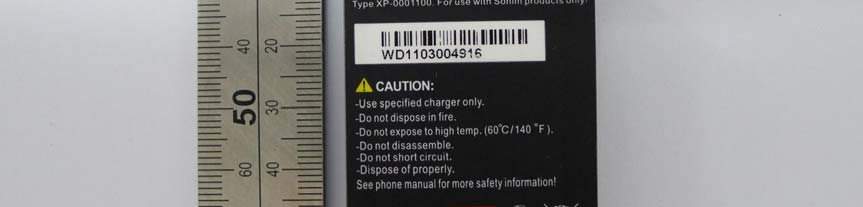 Type XP-0001100. For use with Sonim products only!
WD1103004916
CAUTION:
-Use specified charger only.
-Do not dispose in fire.
-Do not expose to high temp. (60℃/140 °F ).
-Do not disassemble.
-Do not short circuit.
-Dispose of properly.
See phone manual for more safety information!
40 20
50 30
60 40